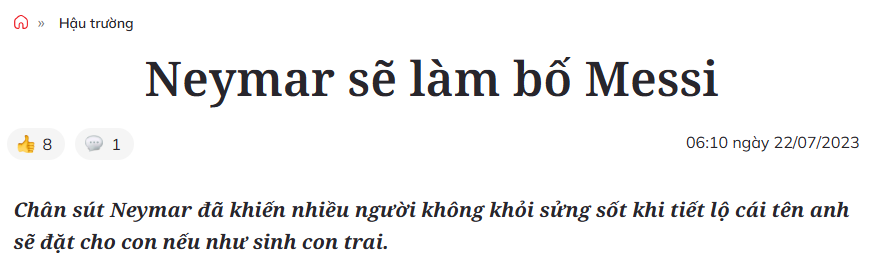 » Hậu trường
Neymar sẽ làm bố Messi
👍 8 💬 1
06:10 ngày 22/07/2023
Chân sút Neymar đã khiến nhiều người không khỏi sửng sốt khi tiết lộ cái tên anh
sẽ đặt cho con nếu như sinh con trai.